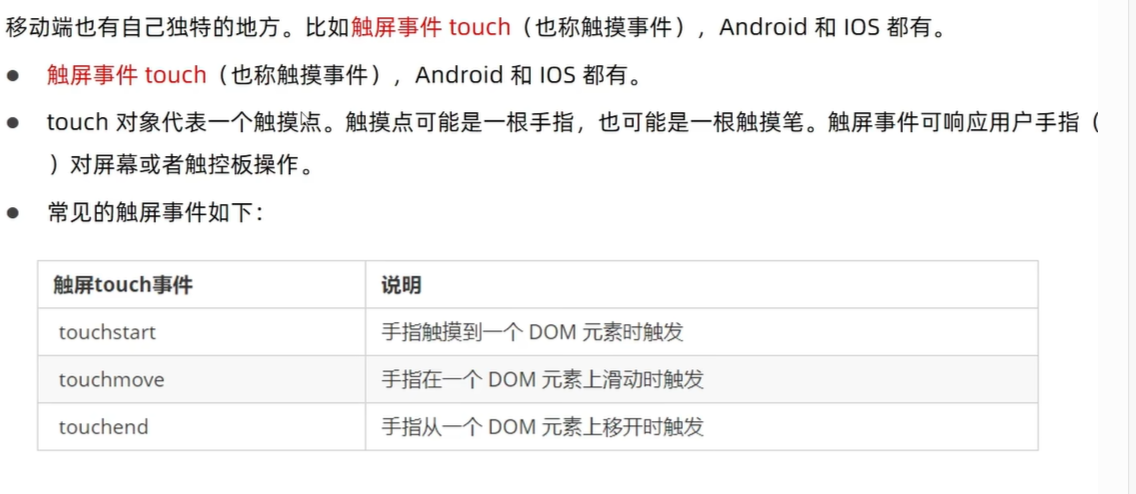 移动端也有自己独特的地方。比如触屏事件 touch（也称触摸事件），Android 和 IOS 都有。
● 触屏事件 touch（也称触摸事件），Android 和 IOS 都有。
● touch 对象代表一个触摸点。触摸点可能是一根手指，也可能是一根触摸笔。触屏事件可响应用户手指（
）对屏幕或者触控板操作。
● 常见的触屏事件如下：
触屏touch事件 说明
touchstart 手指触摸到一个 DOM 元素时触发
touchmove 手指在一个 DOM 元素上滑动时触发
touchend 手指从一个 DOM 元素上移开时触发